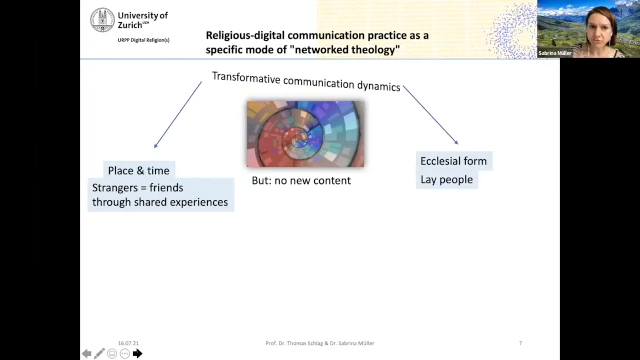 University of
Zurich UZH
URPP Digital Religion(s)
Religious-digital communication practice as a
specific mode of "networked theology"
Sabrina Müller
Transformative communication dynamics
Place & time
Strangers = friends
through shared experiences
But: no new content
Ecclesial form
Lay people
16.07.21
Prof. Dr. Thomas Schlag & Dr. Sabrina Müller
7